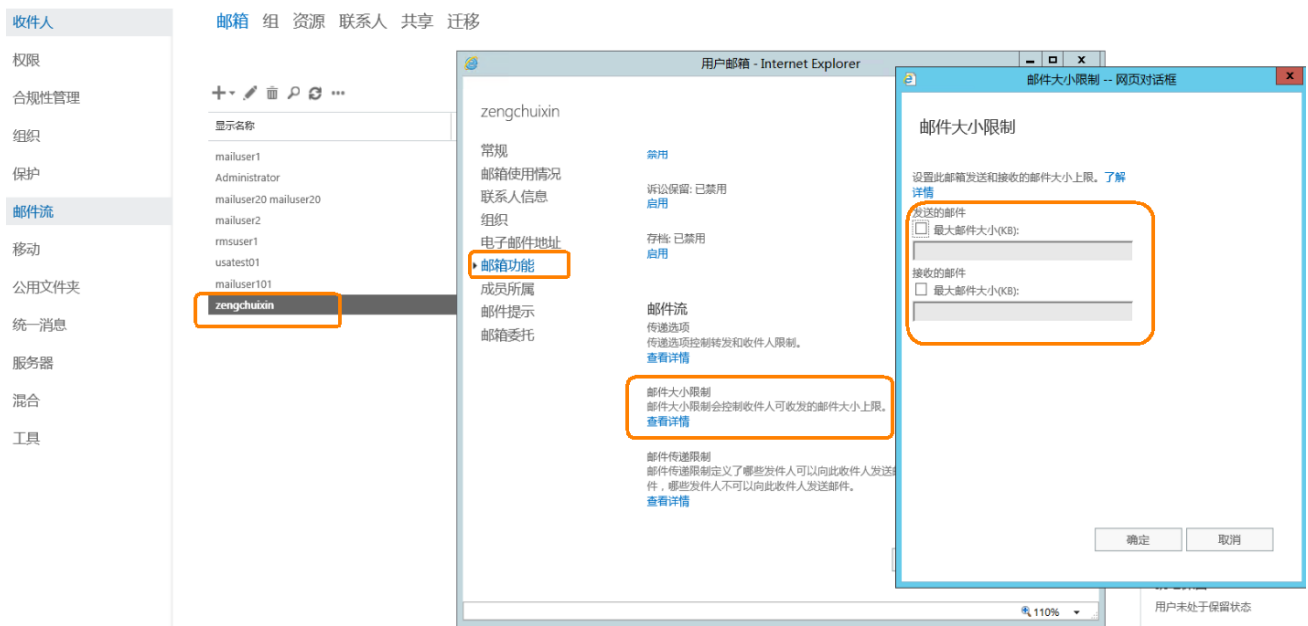 收件人
权限
合规性管理
组织
保护
邮件流
移动
公用文件夹
统一消息
服务器
混合
工具
邮箱 组 资源 联系人 共享 迁移
显示名称
mailuser1
Administrator
mailuser20 mailuser20
mailuser2
rmsuser1
usatest01
mailuser101
zengchuixin
用户邮箱 - Internet Explorer
zengchuixin
常规
邮箱使用情况
联系人信息
组织
电子邮件地址
邮箱功能
成员所属
邮件提示
邮箱委托
禁用
诉讼保留: 已禁用
启用
存档: 已禁用
启用
邮件流
传递选项
传递选项控制转发和收件人限制。
查看详情
邮件大小限制
邮件大小限制会控制收件人可收发的邮件大小上限。
查看详情
邮件传递限制
邮件传递限制定义了哪些发件人可以向此收件人发送
件，哪些发件人不可以向此收件人发送邮件。
查看详情
110%
邮件大小限制 -- 网页对话框
邮件大小限制
设置此邮箱发送和接收的邮件大小上限。了解
详情
发送的邮件
最大邮件大小(KB):
接收的邮件
最大邮件大小(KB):
确定 取消
用户未处于保留状态